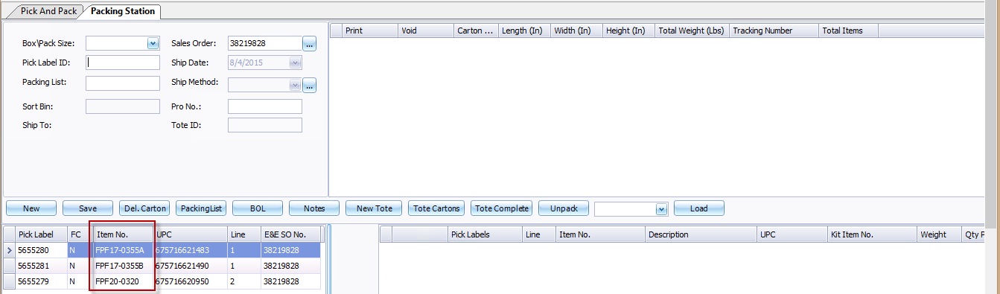 Pick And Pack Packing Station
Box\Pack Size: Sales Order: 38219828 ...
Pick Label ID: Ship Date: 8/4/2015
Packing List: Ship Method: ...
Sort Bin: Pro No.:
Ship To: Tote ID:
Print Void Carton ... Length (In) Width (In) Height (In) Total Weight (Lbs) Tracking Number Total Items
New Save Del. Carton PackingList BOL Notes New Tote Tote Cartons Tote Complete Unpack Load
Pick Label FC Item No. UPC Line E&E SO No.
5655280 N FPF17-0355A 675716621483 1 38219828
5655281 N FPF17-0355B 675716621490 1 38219828
5655279 N FPF20-0320 675716620950 2 38219828
Pick Labels Line Item No. Description UPC Kit Item No. Weight Qty P